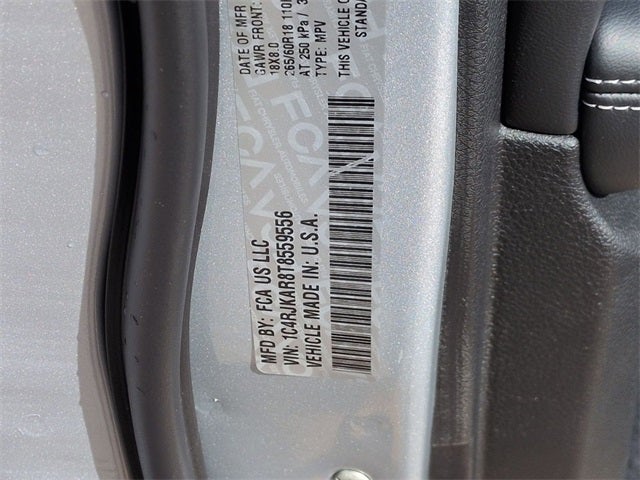 MFD BY: FCA US LLC
DATE OF MFR
VIN: 1C4RJKAR8T8559556
GAWR FRONT:
VEHICLE MADE IN: U.S.A.
18X8.0
265/60R18 110
AT 250 kPa /
TYPE: MPV
THIS VEHICLE
STANDA
FCA